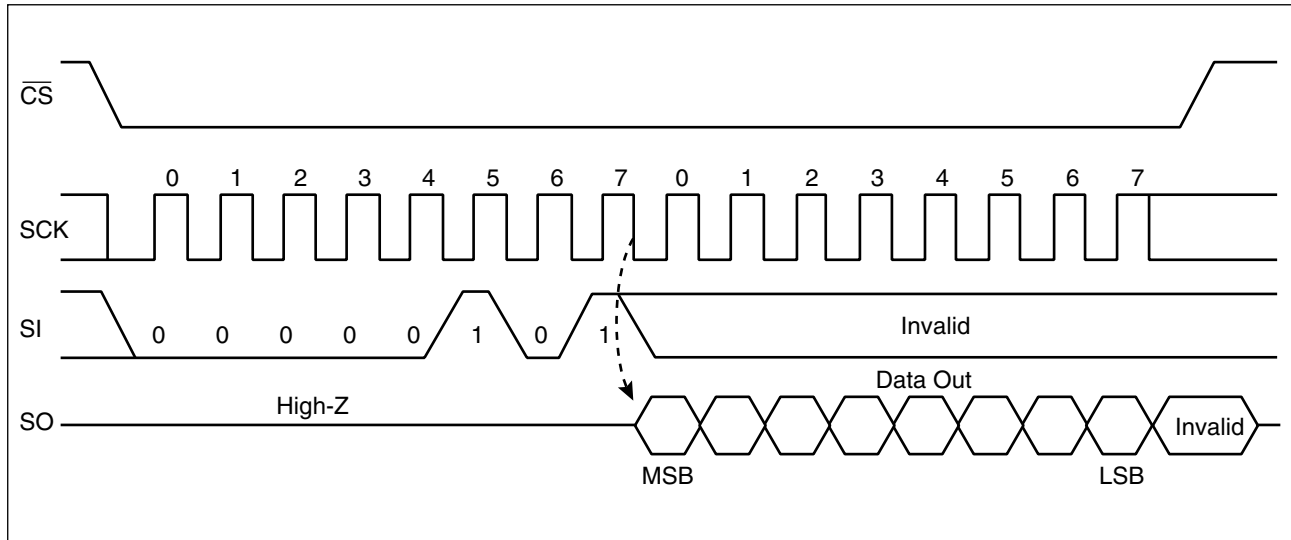 CS
0 1 2 3 4 5 6 7 0 1 2 3 4 5 6 7
SCK
SI
0 0 0 0 0 1 0 1
Invalid
Data Out
High-Z
SO
Invalid
MSB
LSB